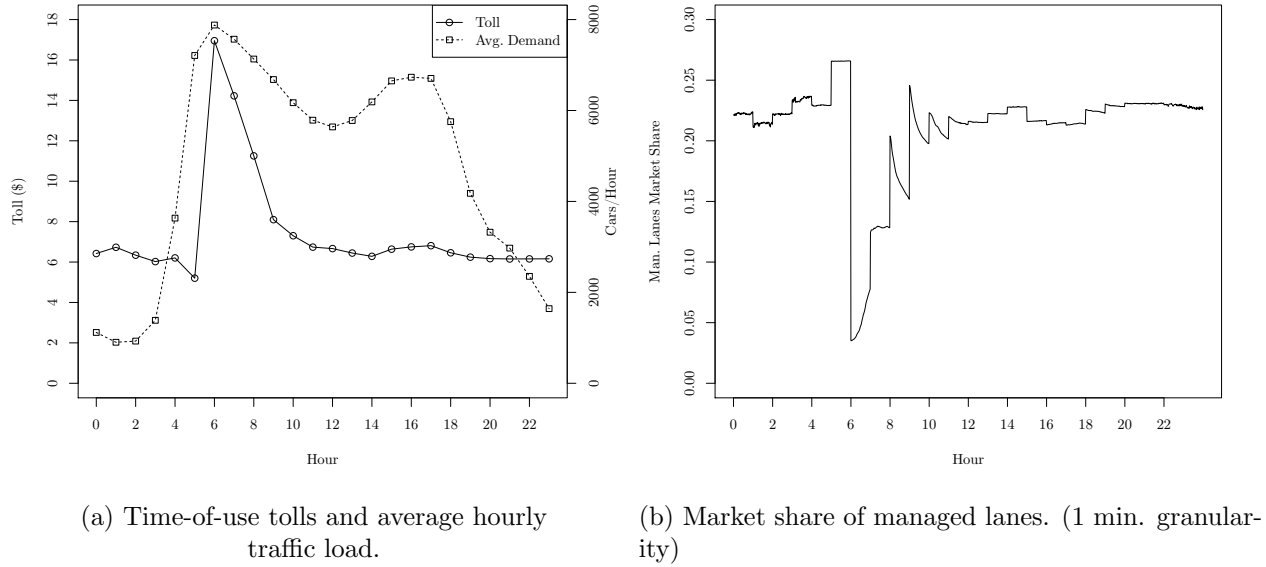 Toll
Avg. Demand
Toll ($)
0
2
4
6
8
10
12
14
16
18
0
2000
4000
6000
8000
Cars/Hour
0 2 4 6 8 10 12 14 16 18 20 22
Hour
(a) Time-of-use tolls and average hourly
traffic load.
Man. Lanes Market Share
0.00
0.05
0.10
0.15
0.20
0.25
0.30
0 2 4 6 8 10 12 14 16 18 20 22
Hour
(b) Market share of managed lanes. (1 min. granular-
ity)